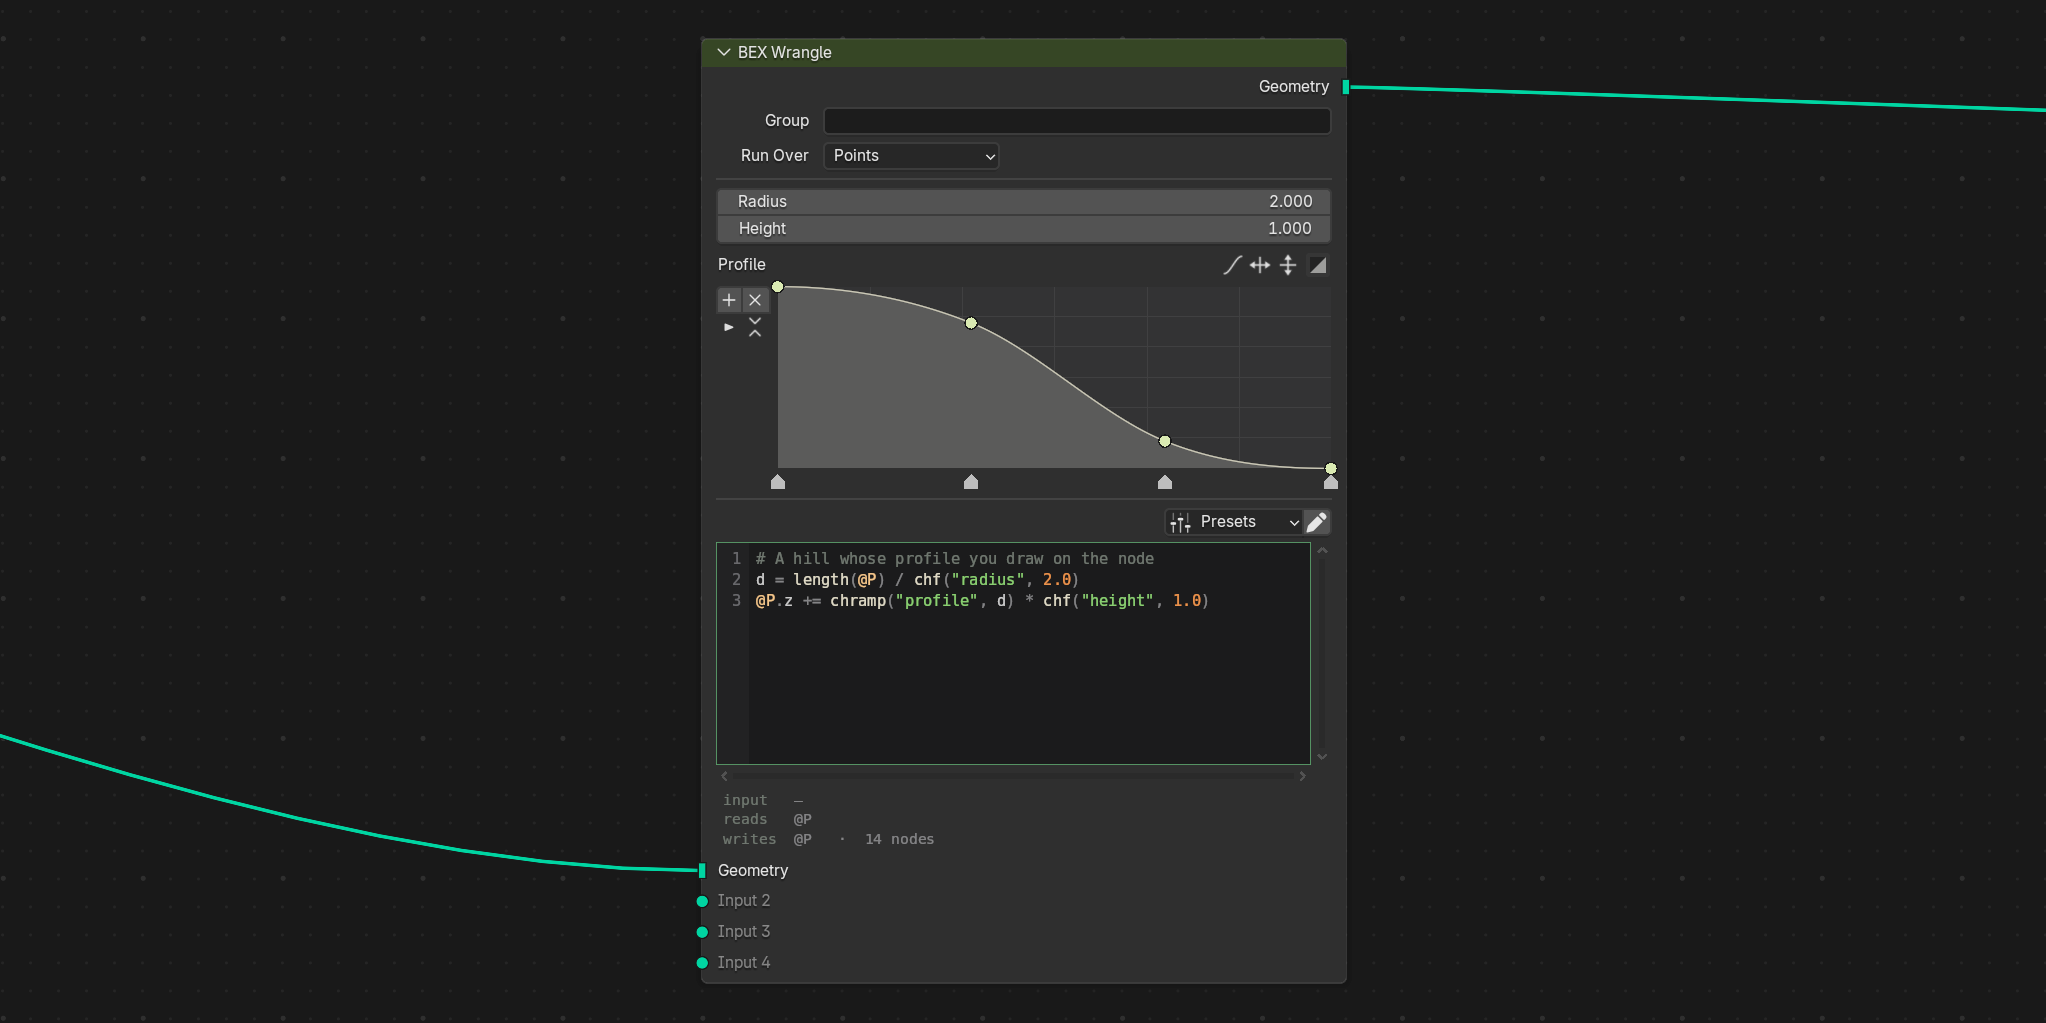 BEX Wrangle
Geometry
Group
Run Over Points
Radius 2.000
Height 1.000
Profile
Presets
1 # A hill whose profile you draw on the node
2 d = length(@P) / chf("radius", 2.0)
3 @P.z += chramp("profile", d) * chf("height", 1.0)
input –
reads @P
writes @P · 14 nodes
Geometry
Input 2
Input 3
Input 4